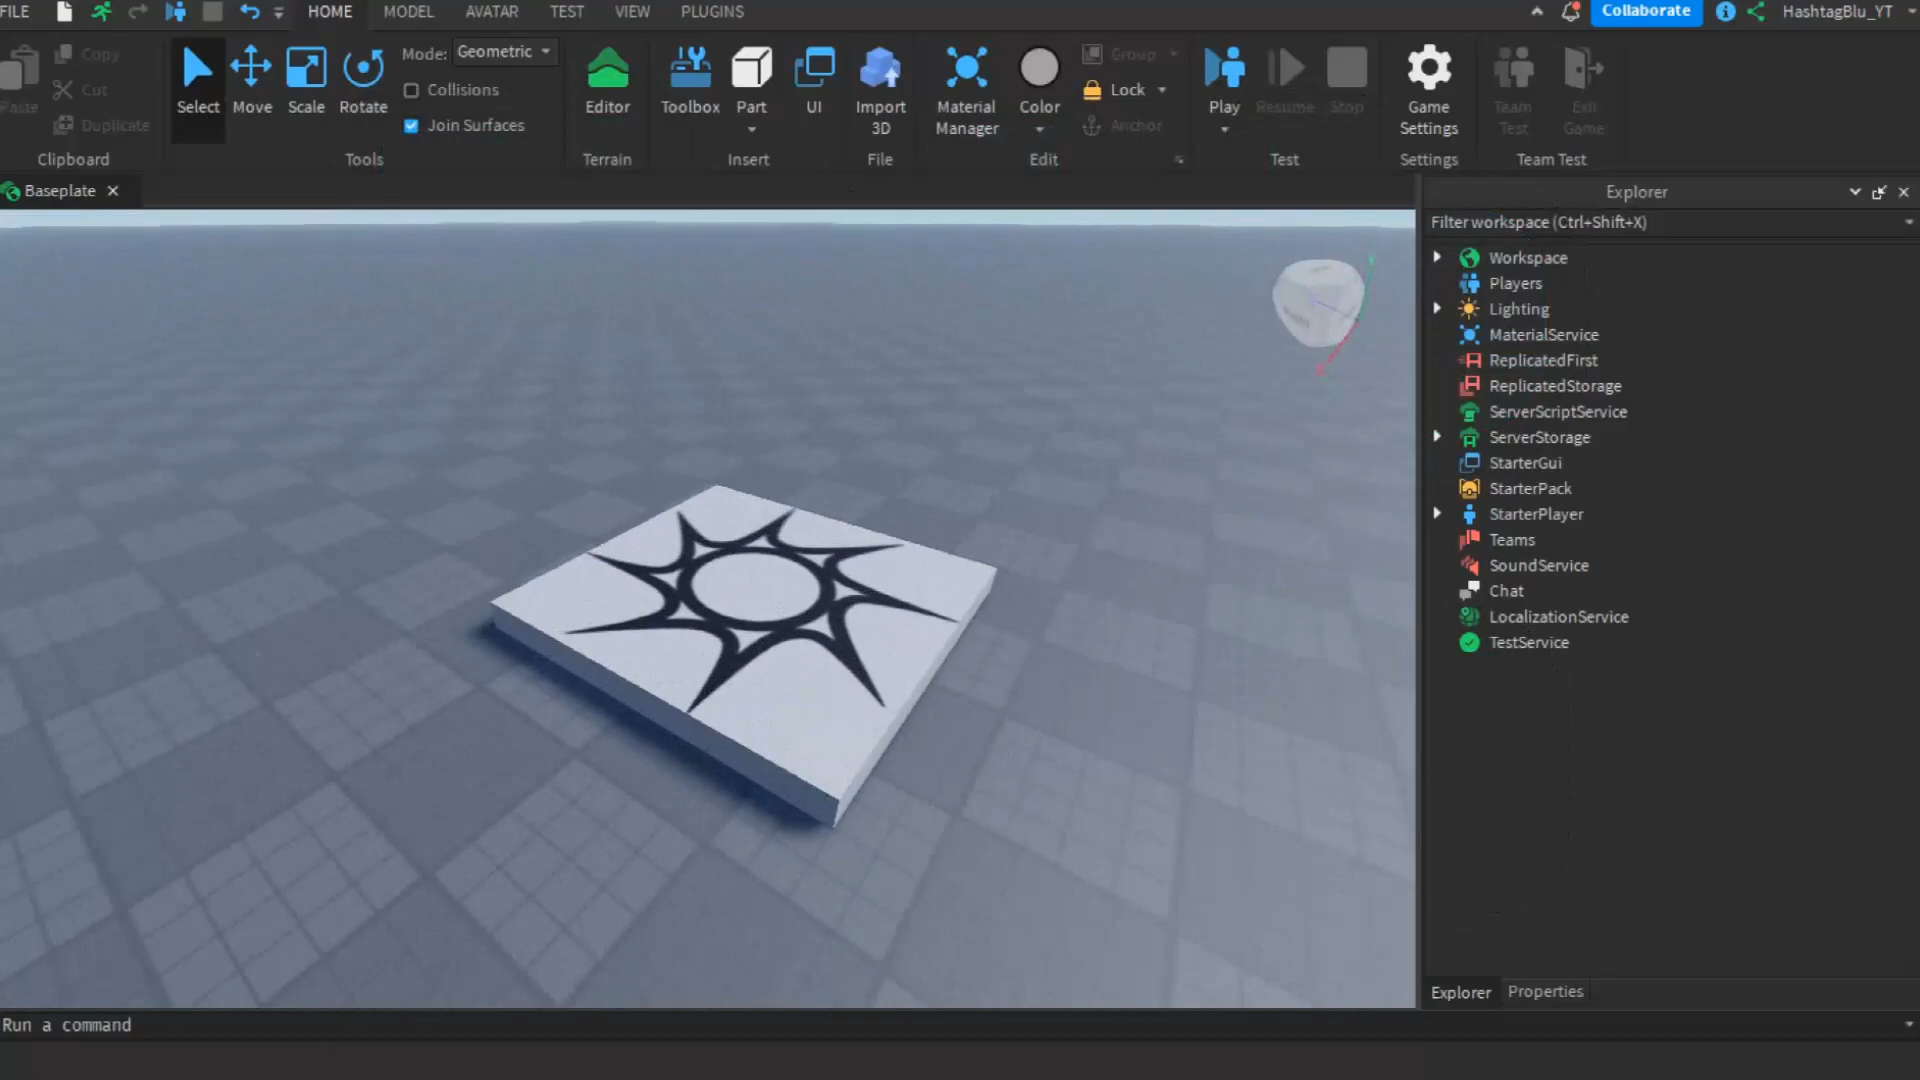 FILE HOME MODEL AVATAR TEST VIEW PLUGINS Collaborate HashtagBlu_YT
Paste Copy Cut Duplicate
Clipboard
Select Move Scale Rotate
Mode: Geometric
Collisions
Join Surfaces
Tools
Editor
Terrain
Toolbox Part UI
Insert
Import 3D
File
Material Manager Color
Group
Lock
Anchor
Edit
Play Resume Stop
Test
Game Settings
Settings
Team Test Exit Game
Team Test
Baseplate
Explorer
Filter workspace (Ctrl+Shift+X)
Workspace
Players
Lighting
MaterialService
ReplicatedFirst
ReplicatedStorage
ServerScriptService
ServerStorage
StarterGui
StarterPack
StarterPlayer
Teams
SoundService
Chat
LocalizationService
TestService
Explorer Properties
Run a command